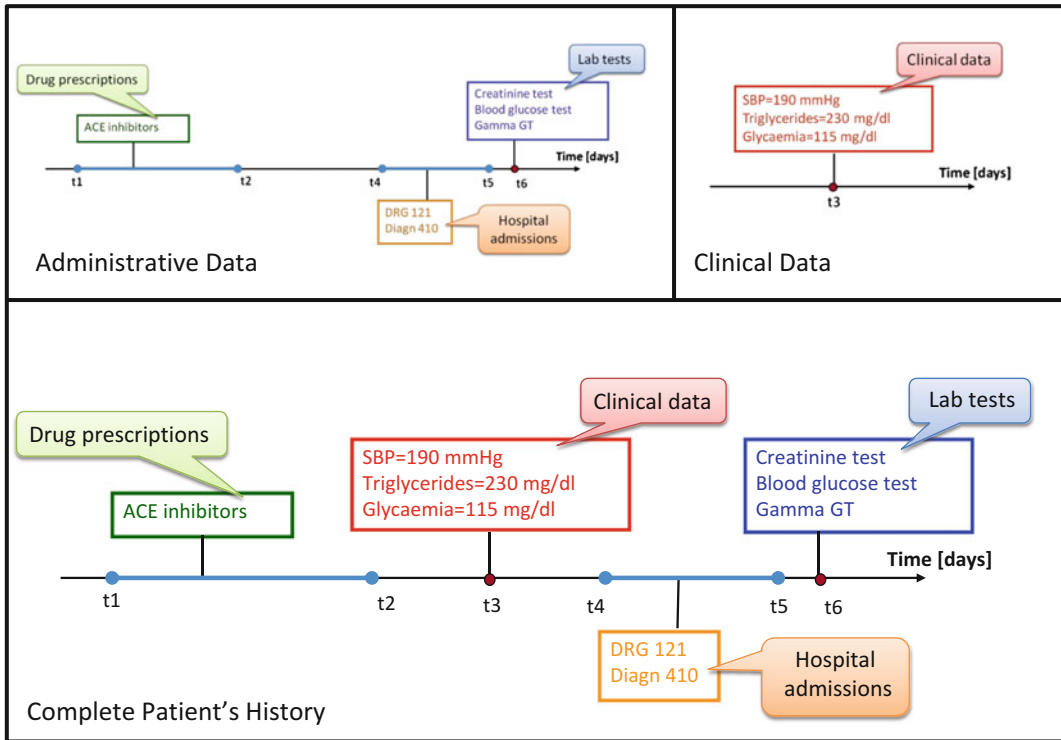 Drug prescriptions
ACE inhibitors
Lab tests
Creatinine test
Blood glucose test
Gamma GT
Time [days]
t1
t2
t4
t5
t6
DRG 121
Diagn 410
Hospital
admissions
Administrative Data
Clinical data
SBP=190 mmHg
Triglycerides=230 mg/dl
Glycaemia=115 mg/dl
Time [days]
t3
Clinical Data
Drug prescriptions
ACE inhibitors
Clinical data
SBP=190 mmHg
Triglycerides=230 mg/dl
Glycaemia=115 mg/dl
Lab tests
Creatinine test
Blood glucose test
Gamma GT
Time [days]
t1
t2
t3
t4
t5
t6
DRG 121
Diagn 410
Hospital
admissions
Complete Patient's History